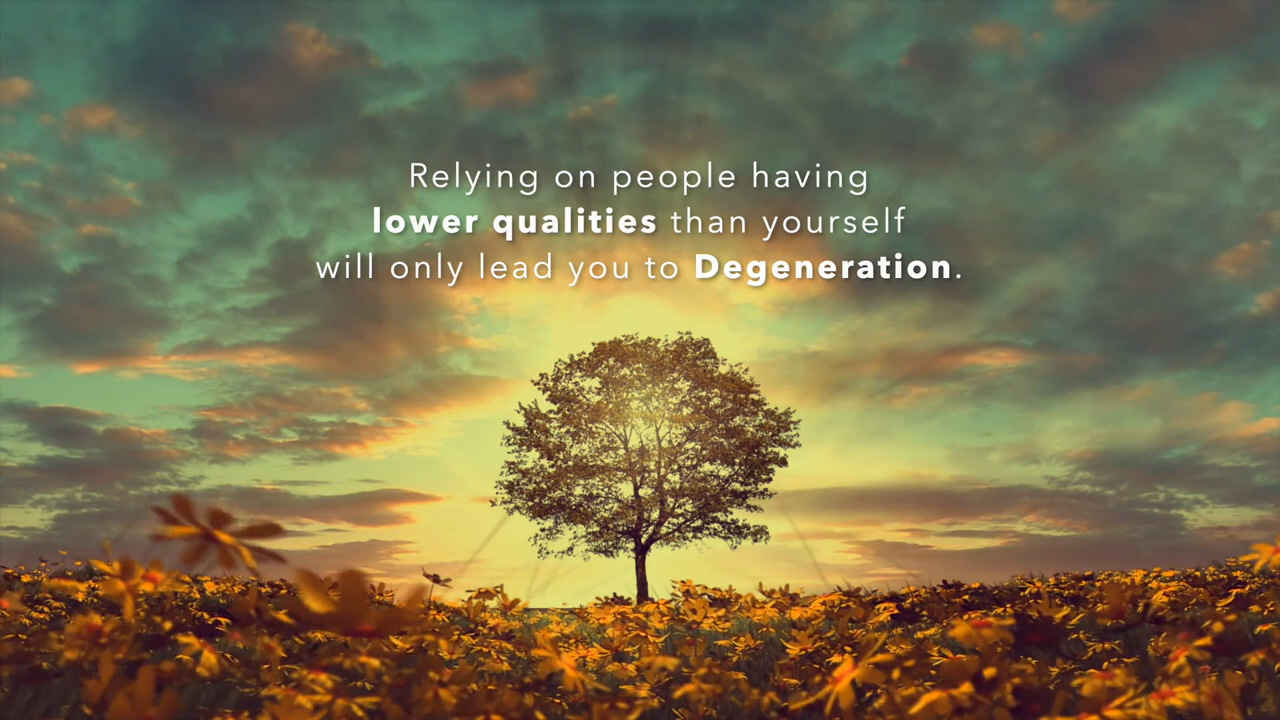 Relying on people having
lower qualities than yourself
will only lead you to Degeneration.